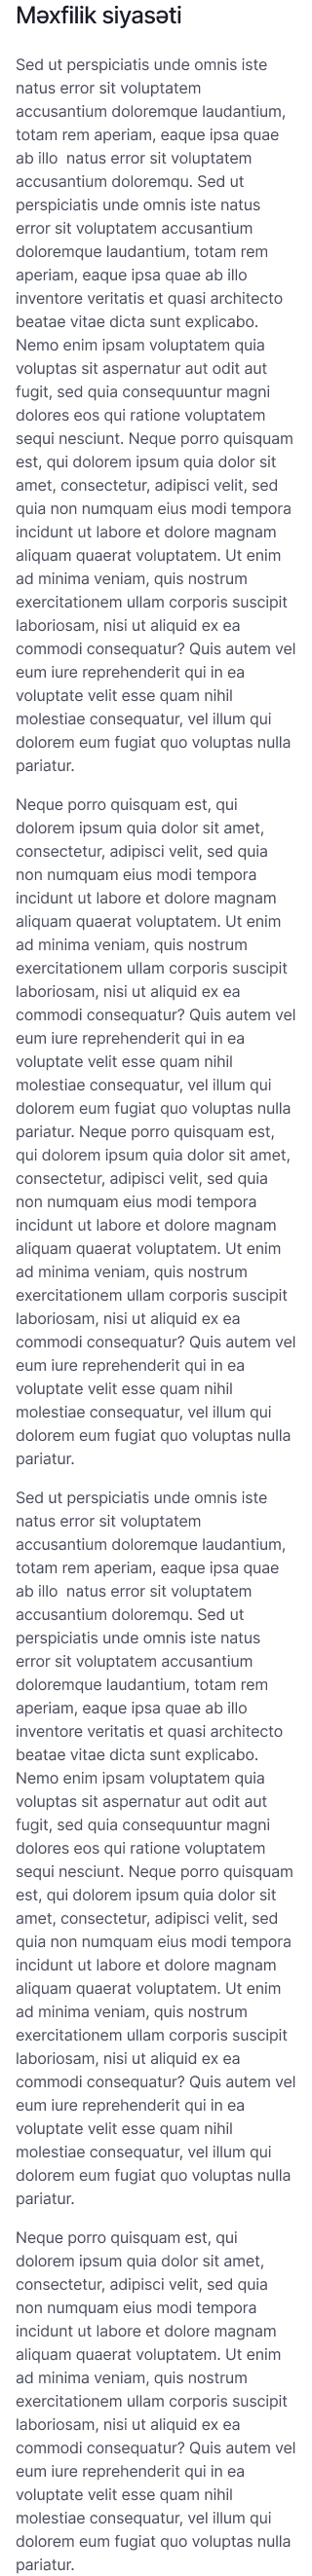 Məxfilik siyasəti
Sed ut perspiciatis unde omnis iste
natus error sit voluptatem
accusantium doloremque laudantium,
totam rem aperiam, eaque ipsa quae
ab illo  natus error sit voluptatem
accusantium doloremqu. Sed ut
perspiciatis unde omnis iste natus
error sit voluptatem accusantium
doloremque laudantium, totam rem
aperiam, eaque ipsa quae ab illo
inventore veritatis et quasi architecto
beatae vitae dicta sunt explicabo.
Nemo enim ipsam voluptatem quia
voluptas sit aspernatur aut odit aut
fugit, sed quia consequuntur magni
dolores eos qui ratione voluptatem
sequi nesciunt. Neque porro quisquam
est, qui dolorem ipsum quia dolor sit
amet, consectetur, adipisci velit, sed
quia non numquam eius modi tempora
incidunt ut labore et dolore magnam
aliquam quaerat voluptatem. Ut enim
ad minima veniam, quis nostrum
exercitationem ullam corporis suscipit
laboriosam, nisi ut aliquid ex ea
commodi consequatur? Quis autem vel
eum iure reprehenderit qui in ea
voluptate velit esse quam nihil
molestiae consequatur, vel illum qui
dolorem eum fugiat quo voluptas nulla
pariatur.
Neque porro quisquam est, qui
dolorem ipsum quia dolor sit amet,
consectetur, adipisci velit, sed quia
non numquam eius modi tempora
incidunt ut labore et dolore magnam
aliquam quaerat voluptatem. Ut enim
ad minima veniam, quis nostrum
exercitationem ullam corporis suscipit
laboriosam, nisi ut aliquid ex ea
commodi consequatur? Quis autem vel
eum iure reprehenderit qui in ea
voluptate velit esse quam nihil
molestiae consequatur, vel illum qui
dolorem eum fugiat quo voluptas nulla
pariatur. Neque porro quisquam est,
qui dolorem ipsum quia dolor sit amet,
consectetur, adipisci velit, sed quia
non numquam eius modi tempora
incidunt ut labore et dolore magnam
aliquam quaerat voluptatem. Ut enim
ad minima veniam, quis nostrum
exercitationem ullam corporis suscipit
laboriosam, nisi ut aliquid ex ea
commodi consequatur? Quis autem vel
eum iure reprehenderit qui in ea
voluptate velit esse quam nihil
molestiae consequatur, vel illum qui
dolorem eum fugiat quo voluptas nulla
pariatur.
Sed ut perspiciatis unde omnis iste
natus error sit voluptatem
accusantium doloremque laudantium,
totam rem aperiam, eaque ipsa quae
ab illo  natus error sit voluptatem
accusantium doloremqu. Sed ut
perspiciatis unde omnis iste natus
error sit voluptatem accusantium
doloremque laudantium, totam rem
aperiam, eaque ipsa quae ab illo
inventore veritatis et quasi architecto
beatae vitae dicta sunt explicabo.
Nemo enim ipsam voluptatem quia
voluptas sit aspernatur aut odit aut
fugit, sed quia consequuntur magni
dolores eos qui ratione voluptatem
sequi nesciunt. Neque porro quisquam
est, qui dolorem ipsum quia dolor sit
amet, consectetur, adipisci velit, sed
quia non numquam eius modi tempora
incidunt ut labore et dolore magnam
aliquam quaerat voluptatem. Ut enim
ad minima veniam, quis nostrum
exercitationem ullam corporis suscipit
laboriosam, nisi ut aliquid ex ea
commodi consequatur? Quis autem vel
eum iure reprehenderit qui in ea
voluptate velit esse quam nihil
molestiae consequatur, vel illum qui
dolorem eum fugiat quo voluptas nulla
pariatur.
Neque porro quisquam est, qui
dolorem ipsum quia dolor sit amet,
consectetur, adipisci velit, sed quia
non numquam eius modi tempora
incidunt ut labore et dolore magnam
aliquam quaerat voluptatem. Ut enim
ad minima veniam, quis nostrum
exercitationem ullam corporis suscipit
laboriosam, nisi ut aliquid ex ea
commodi consequatur? Quis autem vel
eum iure reprehenderit qui in ea
voluptate velit esse quam nihil
molestiae consequatur, vel illum qui
dolorem eum fugiat quo voluptas nulla
pariatur.